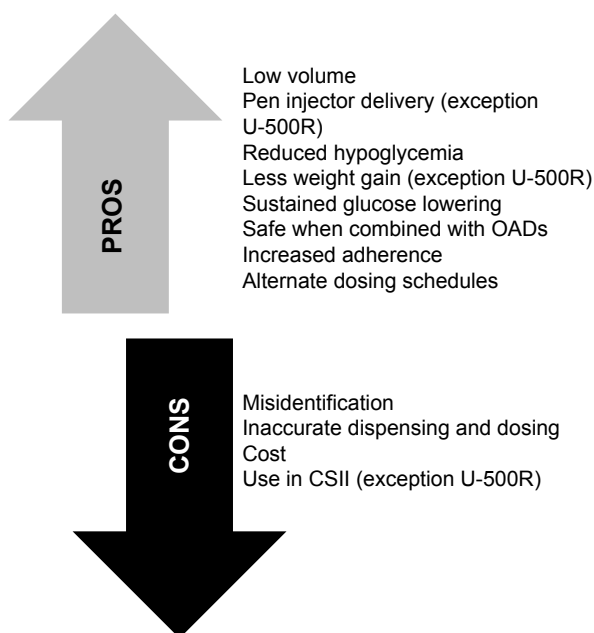 PROS
Low volume
Pen injector delivery (exception
U-500R)
Reduced hypoglycemia
Less weight gain (exception U-500R)
Sustained glucose lowering
Safe when combined with OADs
Increased adherence
Alternate dosing schedules
CONS
Misidentification
Inaccurate dispensing and dosing
Cost
Use in CSII (exception U-500R)